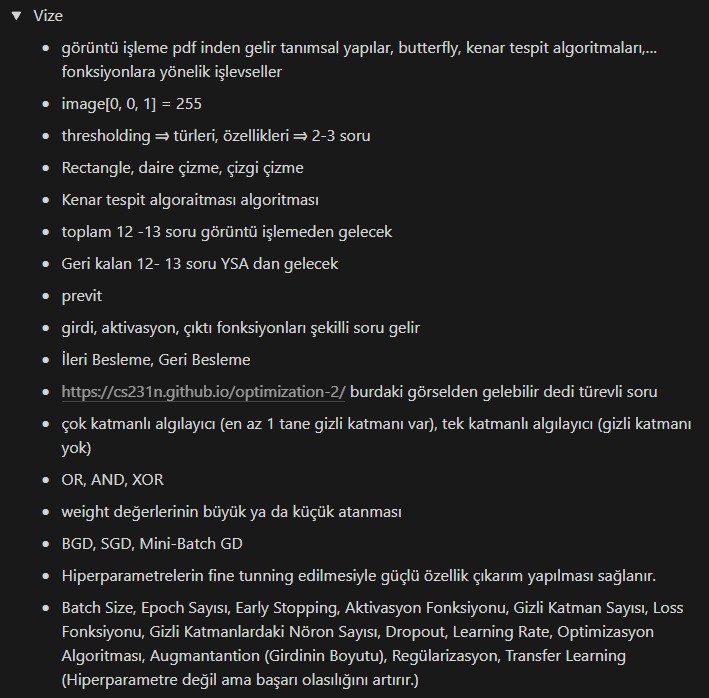 Vize
görüntü işleme pdf inden gelir tanımsal yapılar, butterfly, kenar tespit algoritmaları,...
fonksiyonlara yönelik işlevseller
image[0, 0, 1] = 255
thresholding ⇒ türleri, özellikleri ⇒ 2-3 soru
Rectangle, daire çizme, çizgi çizme
Kenar tespit algoraitması algoritması
toplam 12 -13 soru görüntü işlemeden gelecek
Geri kalan 12- 13 soru YSA dan gelecek
previt
girdi, aktivasyon, çıktı fonksiyonları şekilli soru gelir
İleri Besleme, Geri Besleme
https://cs231n.github.io/optimization-2/ burdaki görselden gelebilir dedi türevli soru
çok katmanlı algılayıcı (en az 1 tane gizli katmanı var), tek katmanlı algılayıcı (gizli katmanı
yok)
OR, AND, XOR
weight değerlerinin büyük ya da küçük atanması
BGD, SGD, Mini-Batch GD
Hiperparametrelerin fine tunning edilmesiyle güçlü özellik çıkarım yapılması sağlanır.
Batch Size, Epoch Sayısı, Early Stopping, Aktivasyon Fonksiyonu, Gizli Katman Sayısı, Loss
Fonksiyonu, Gizli Katmanlardaki Nöron Sayısı, Dropout, Learning Rate, Optimizasyon
Algoritması, Augmantantion (Girdinin Boyutu), Regülarizasyon, Transfer Learning
(Hiperparametre değil ama başarı olasılığını artırır.)